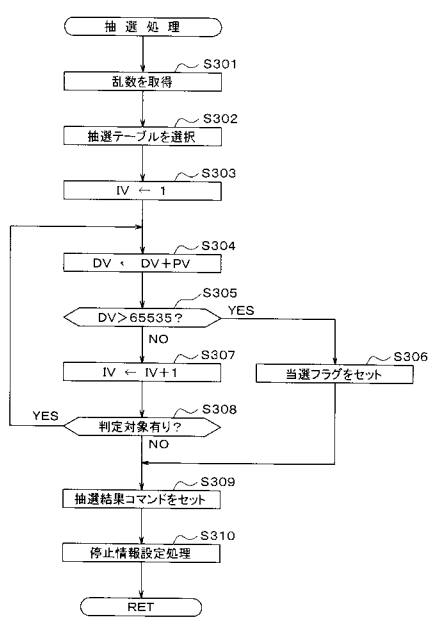 抽選処理
S301
乱数を取得
S302
抽選テーブルを選択
S303
IV ← 1
S304
DV ← DV+PV
S305
DV>65535?
YES
NO
S306
当選フラグをセット
S307
IV ← IV+1
S308
判定対象有り?
YES
NO
S309
抽選結果コマンドをセット
S310
停止情報設定処理
RET